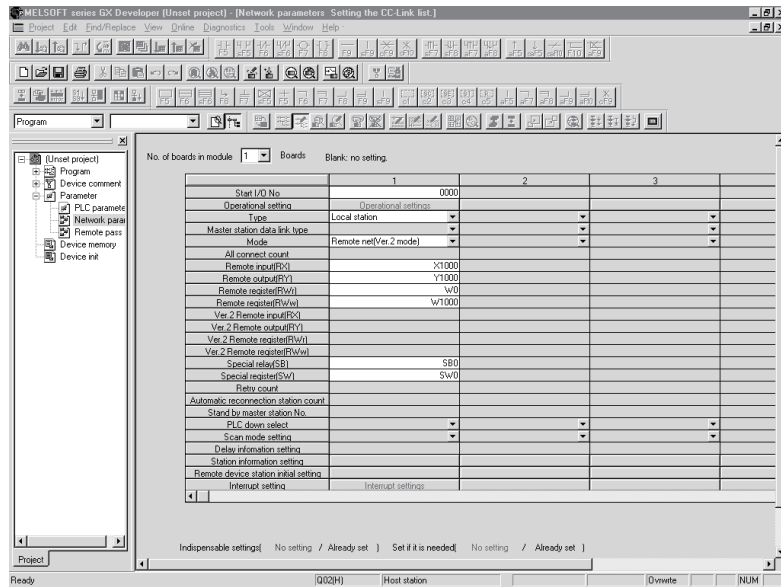 MELSOFT series GX Developer (Unset project) - [Network parameters  Setting the CC-Link list.]
Project Edit Find/Replace View Online Diagnostics Tools Window Help
Program
(Unset project)
Program
Device comment
Parameter
PLC paramete
Network parar
Remote pass
Device memory
Device init
Project
No. of boards in module 1 Boards Blank: no setting.
1 2 3
Start I/O No 0000
Operational setting Operational settings
Type Local station
Master station data link type
Mode Remote net(Ver.2 mode)
All connect count
Remote input(RX) X1000
Remote output(RY) Y1000
Remote register(RWr) W0
Remote register(RWw) W1000
Ver.2 Remote input(RX)
Ver.2 Remote output(RY)
Ver.2 Remote register(RWr)
Ver.2 Remote register(RWw)
Special relay(SB) SB0
Special register(SW) SW0
Retry count
Automatic reconnection station count
Stand by master station No.
PLC down select
Scan mode setting
Delay infomation setting
Station information setting
Remote device station initial setting
Interrupt setting Interrupt settings
Indispensable settings( No setting / Already set ) Set if it is needed( No setting / Already set )
Ready Q02(H) Host station Ovrwrte NUM